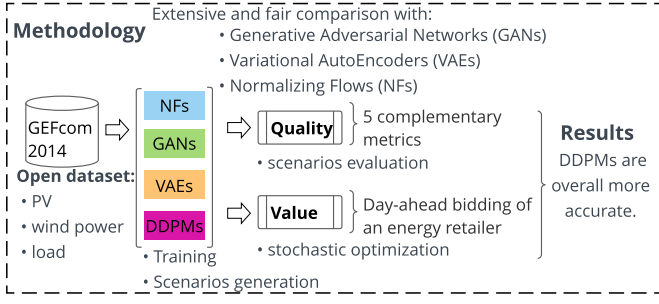 Methodology
Extensive and fair comparison with:
• Generative Adversarial Networks (GANs)
• Variational AutoEncoders (VAEs)
• Normalizing Flows (NFs)
GEFcom
2014
Open dataset:
• PV
• wind power
• load
NFs
GANs
VAEs
DDPMs
• Training
• Scenarios generation
Quality
5 complementary
metrics
• scenarios evaluation
Value
Day-ahead bidding of
an energy retailer
• stochastic optimization
Results
DDPMs are
overall more
accurate.